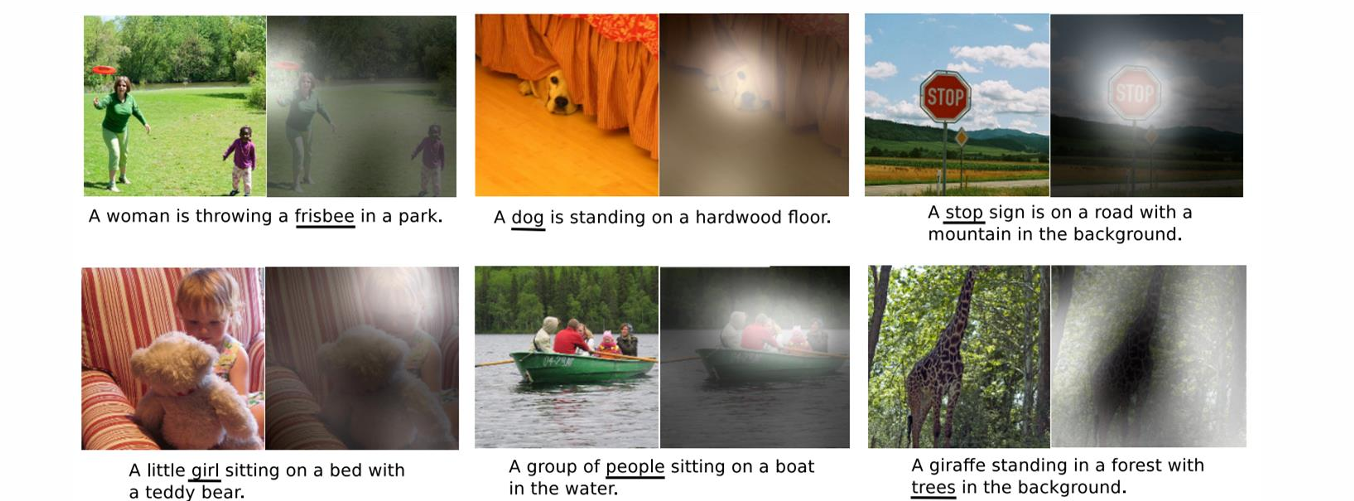 STOP
STOP
A woman is throwing a frisbee in a park.
A dog is standing on a hardwood floor.
A stop sign is on a road with a
mountain in the background.
A little girl sitting on a bed with
a teddy bear.
A group of people sitting on a boat
in the water.
A giraffe standing in a forest with
trees in the background.